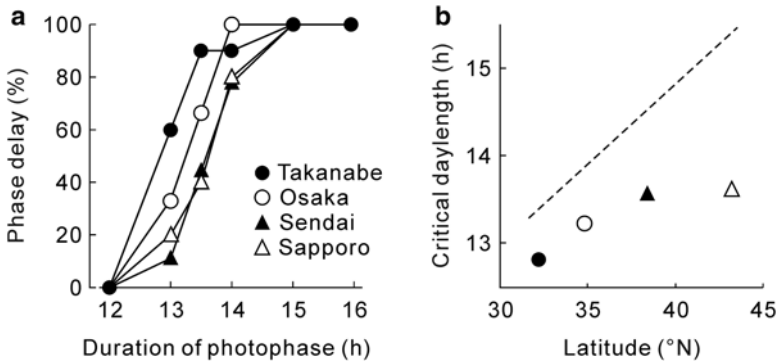 a
Phase delay (%)
100
80
60
40
20
0
12 13 14 15 16
Duration of photophase (h)
Takanabe
Osaka
Sendai
Sapporo
b
Critical daylength (h)
15
14
13
30 35 40 45
Latitude (°N)